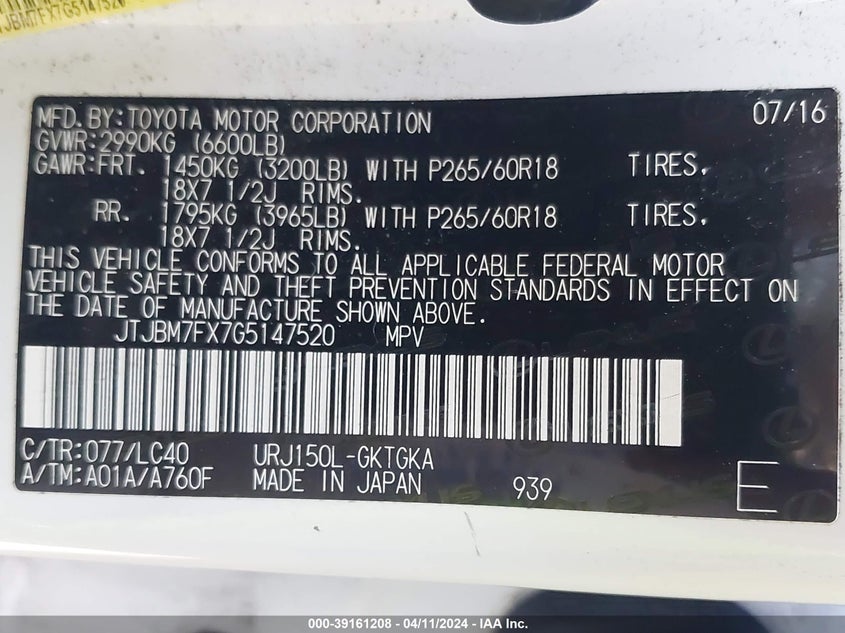 JBM7FX7G5147520
MFD. BY: TOYOTA MOTOR CORPORATION 07/16
GVWR: 2990KG (6600LB)
GAWR: FRT. 1450KG (3200LB) WITH P265/60R18 TIRES,
18X7 1/2J RIMS.
RR. 1795KG (3965LB) WITH P265/60R18 TIRES,
18X7 1/2J RIMS.
THIS VEHICLE CONFORMS TO ALL APPLICABLE FEDERAL MOTOR
VEHICLE SAFETY AND THEFT PREVENTION STANDARDS IN EFFECT ON
THE DATE OF MANUFACTURE SHOWN ABOVE.
JTJBM7FX7G5147520 MPV
C/TR: 077/LC40 URJ150L-GKTGKA
A/TM: A01A/A760F MADE IN JAPAN 939 E
000-39161208 - 04/11/2024 - IAA Inc.